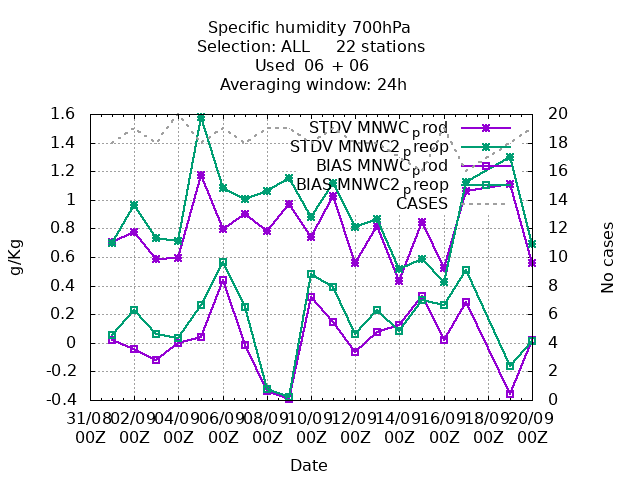 Specific humidity 700hPa
Selection: ALL 22 stations
Used 06 + 06
Averaging window: 24h
1.6
1.4
1.2
1
0.8
0.6
0.4
0.2
0
-0.2
-0.4
g/Kg
20
18
16
14
12
10
8
6
4
2
0
No cases
STDV MNWCprod
STDV MNWC2preop
BIAS MNWCprod
BIAS MNWC2preop
CASES
31/08 02/09 04/09 06/09 08/09 10/09 12/09 14/09 16/09 18/09 20/09
00Z 00Z 00Z 00Z 00Z 00Z 00Z 00Z 00Z 00Z 00Z
Date